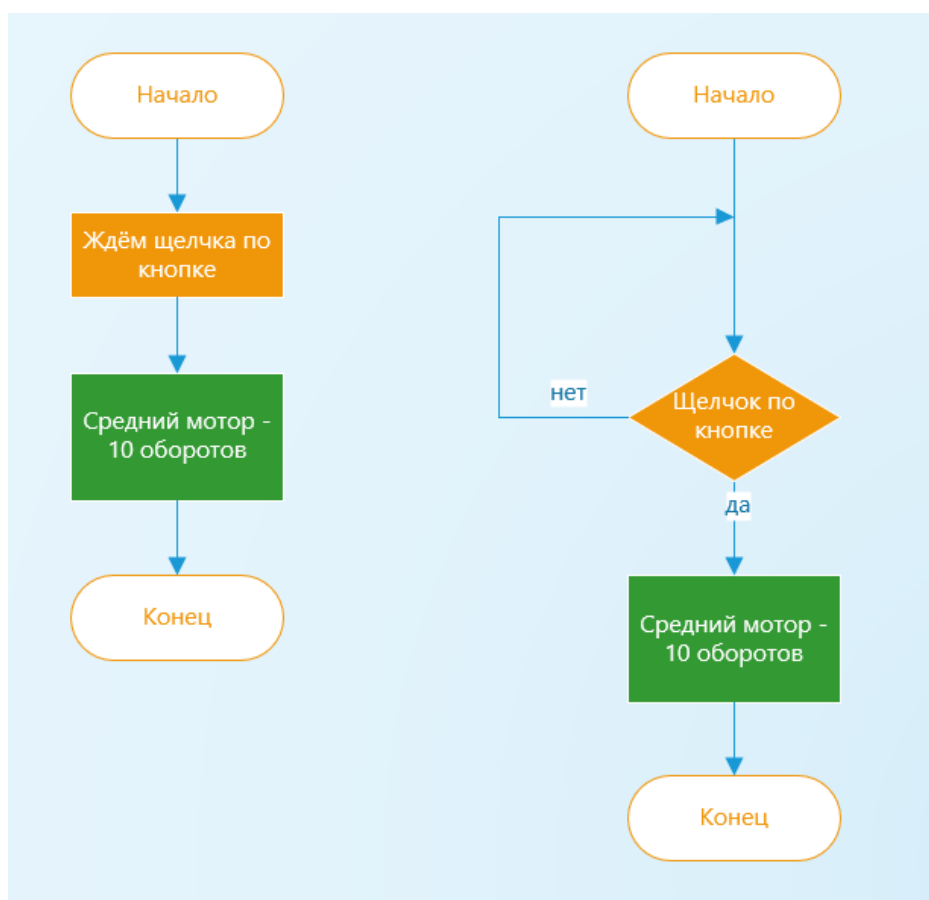 Начало
Ждём щелчка по
кнопке
Средний мотор -
10 оборотов
Конец
Начало
нет
Щелчок по
кнопке
да
Средний мотор -
10 оборотов
Конец